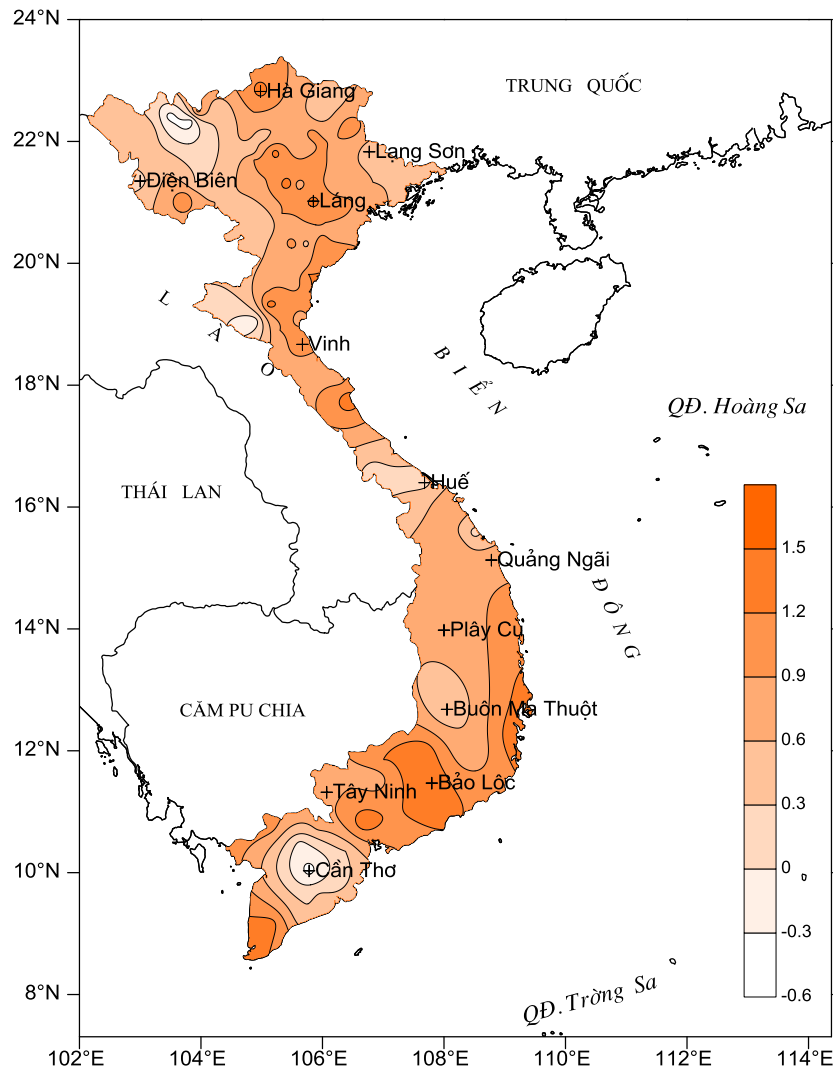 24°N
TRUNG QUỐC
Hà Giang
22°N
Lạng Sơn
Điện Biên
Láng
20°N
L À O
Vinh
BIỂN
18°N
QĐ. Hoàng Sa
THÁI LAN
Huế
16°N
Quảng Ngãi
1.5
ĐÔNG
14°N
Plây Cu
1.2
0.9
CĂM PU CHIA
Buôn Ma Thuột
12°N
0.6
Tây Ninh
Bảo Lộc
0.3
10°N
Cần Thơ
0
-0.3
8°N
QĐ. Trờng Sa
-0.6
102°E 104°E 106°E 108°E 110°E 112°E 114°E